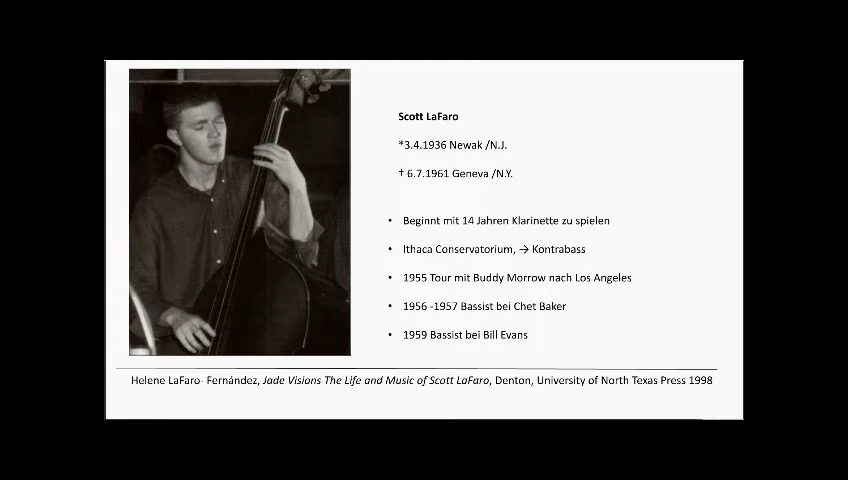 Scott LaFaro
*3.4.1936 Newak /N.J.
† 6.7.1961 Geneva /N.Y.
• Beginnt mit 14 Jahren Klarinette zu spielen
• Ithaca Conservatorium, → Kontrabass
• 1955 Tour mit Buddy Morrow nach Los Angeles
• 1956 -1957 Bassist bei Chet Baker
• 1959 Bassist bei Bill Evans
Helene LaFaro- Fernández, Jade Visions The Life and Music of Scott LaFaro, Denton, University of North Texas Press 1998